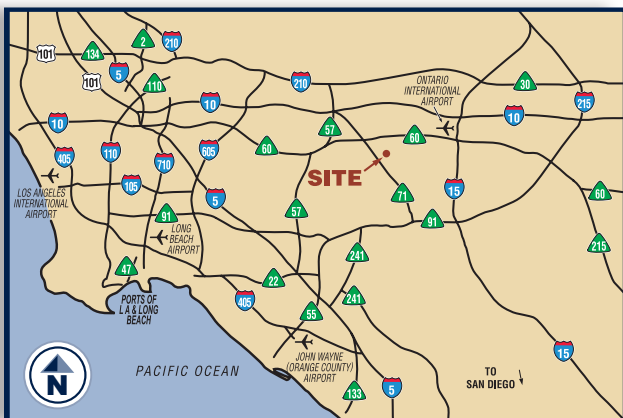 2
210
101
134
5
101
110
210
ONTARIO
INTERNATIONAL
AIRPORT
30
215
10
10
10
57
60
60
405
110
710
605
SITE
LOS ANGELES
INTERNATIONAL
AIRPORT
105
5
71
15
60
91
57
91
LONG
BEACH
AIRPORT
215
241
47
22
241
PORTS OF
LA & LONG
BEACH
405
55
JOHN WAYNE
(ORANGE COUNTY)
AIRPORT
15
N
PACIFIC OCEAN
TO
SAN DIEGO
133
5